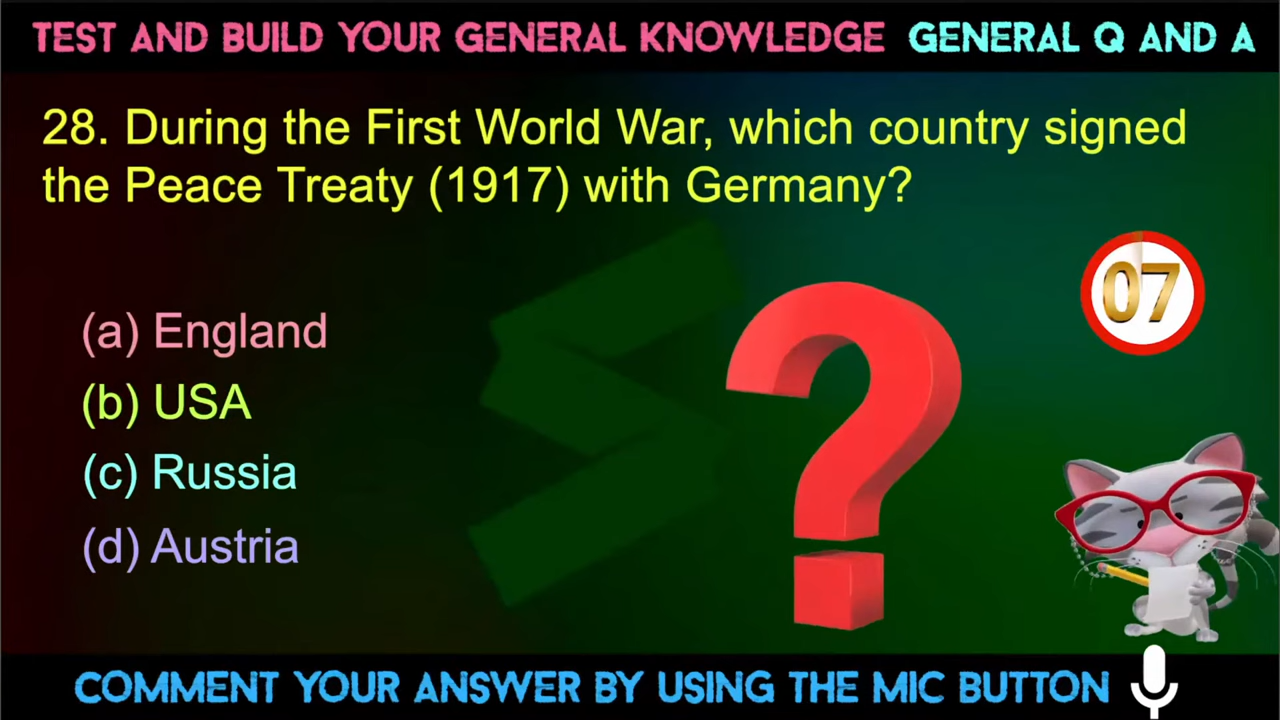 TEST AND BUILD YOUR GENERAL KNOWLEDGE GENERAL Q AND A
28. During the First World War, which country signed
the Peace Treaty (1917) with Germany?
07
(a) England
(b) USA
(c) Russia
(d) Austria
COMMENT YOUR ANSWER BY USING THE MIC BUTTON